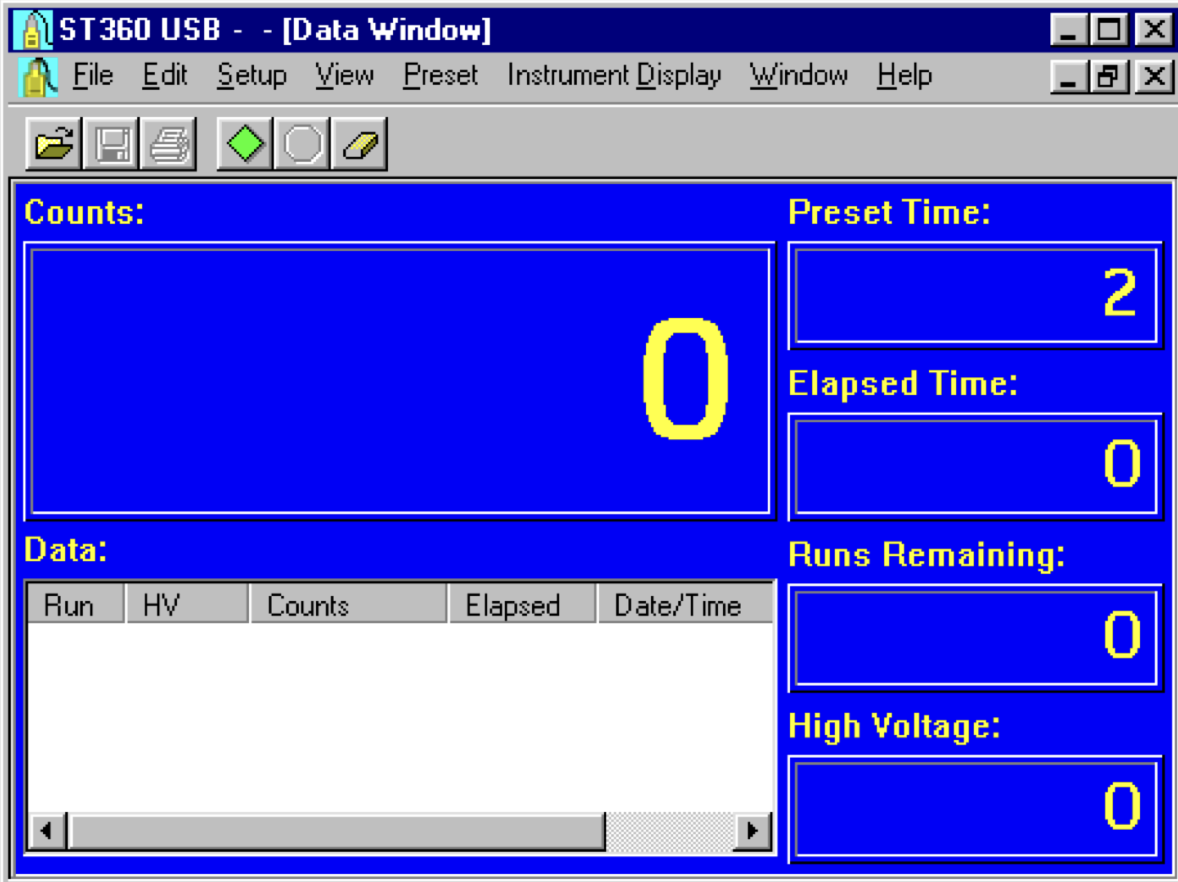 ST360 USB - - [Data Window]
File Edit Setup View Preset Instrument Display Window Help
Counts:
0
Preset Time:
2
Elapsed Time:
0
Data:
Run HV Counts Elapsed Date/Time
Runs Remaining:
0
High Voltage:
0